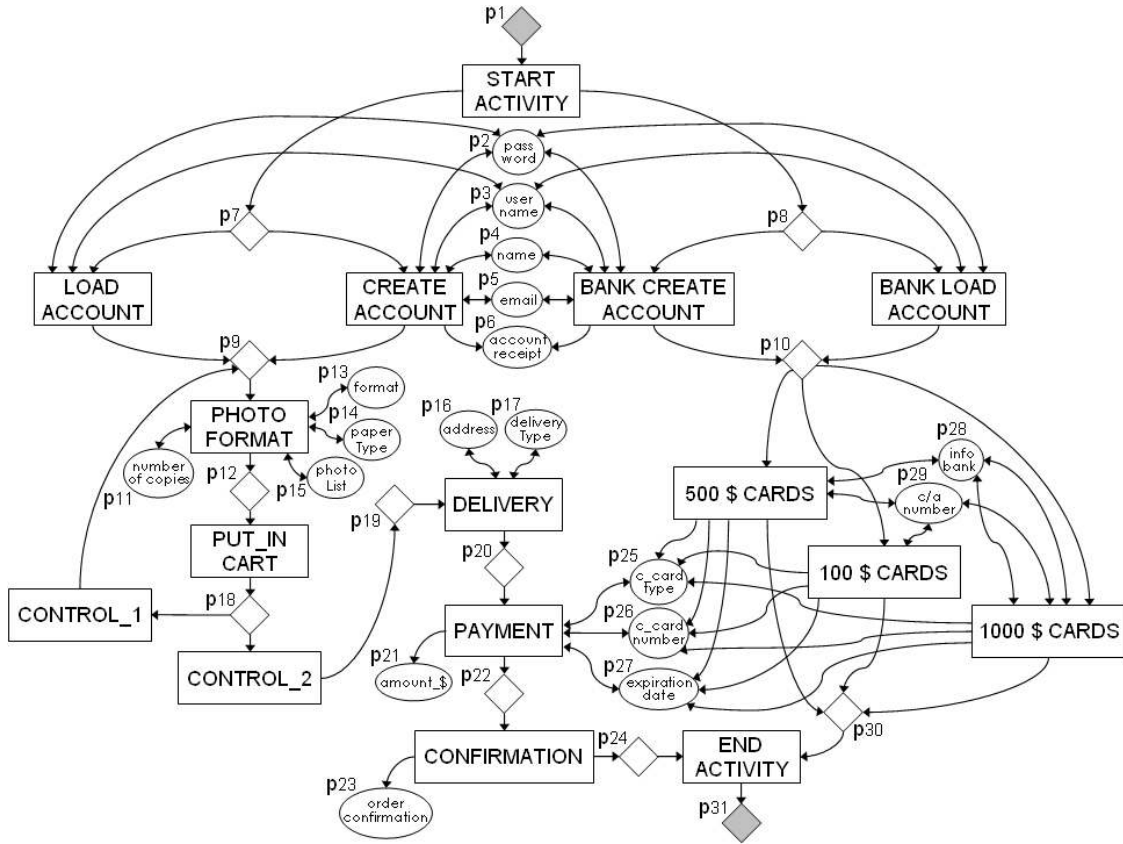 p1
START
ACTIVITY
p2
pass
word
p3
user
name
p7
p8
p4
name
p5
LOAD
ACCOUNT
CREATE
ACCOUNT
email
BANK CREATE
ACCOUNT
BANK LOAD
ACCOUNT
p6
account
receipt
p9
p10
p13
format
p14
PHOTO
FORMAT
paper
Type
number
of copies
p11
p12
p15
photo
List
p16
address
p17
delivery
Type
p28
info
bank
p29
c/a
number
500 $ CARDS
DELIVERY
p19
PUT_IN
CART
p20
p25
c_card
Type
100 $ CARDS
CONTROL_1
p18
p26
c_card
number
PAYMENT
1000 $ CARDS
CONTROL_2
p21
amount_$
p22
p27
expiration
date
p30
CONFIRMATION
p24
END
ACTIVITY
p23
order
confirmation
p31